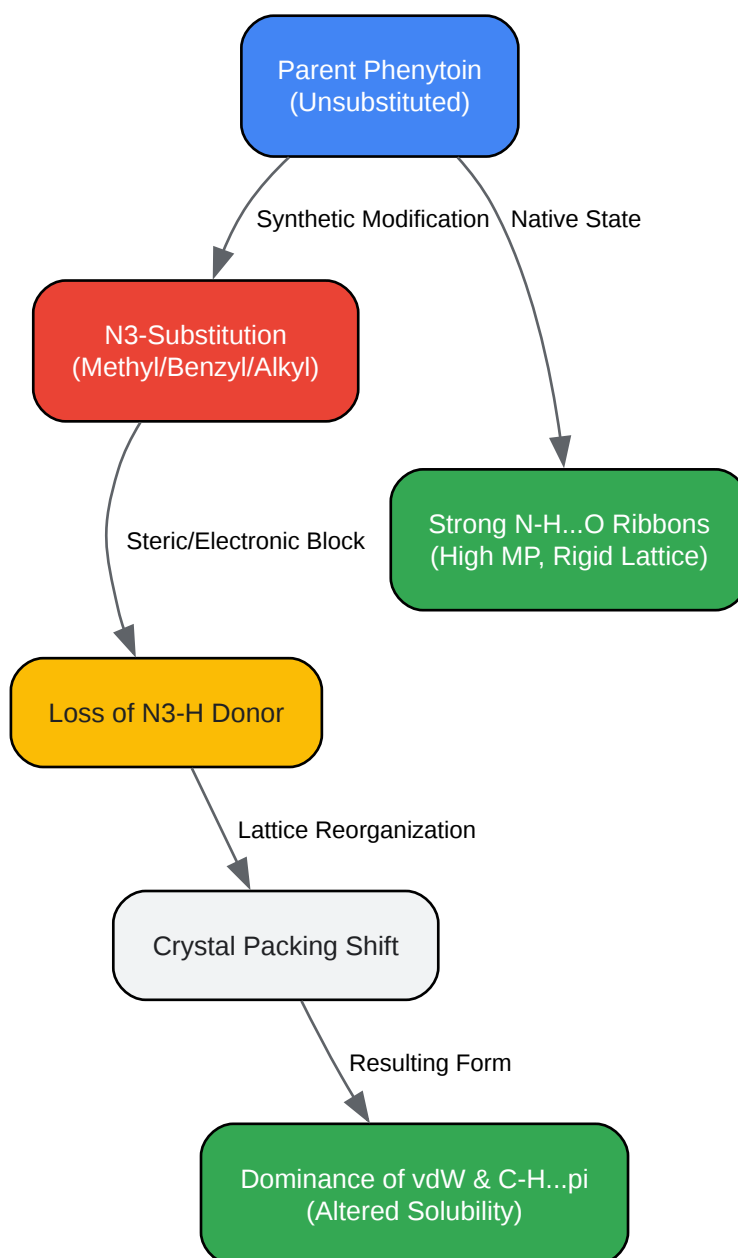 Parent Phenytoin
(Unsubstituted)
Synthetic Modification
Native State
N3-Substitution
(Methyl/Benzyl/Alkyl)
Strong N-H...O Ribbons
(High MP, Rigid Lattice)
Steric/Electronic Block
Loss of N3-H Donor
Lattice Reorganization
Crystal Packing Shift
Resulting Form
Dominance of vdW & C-H...pi
(Altered Solubility)